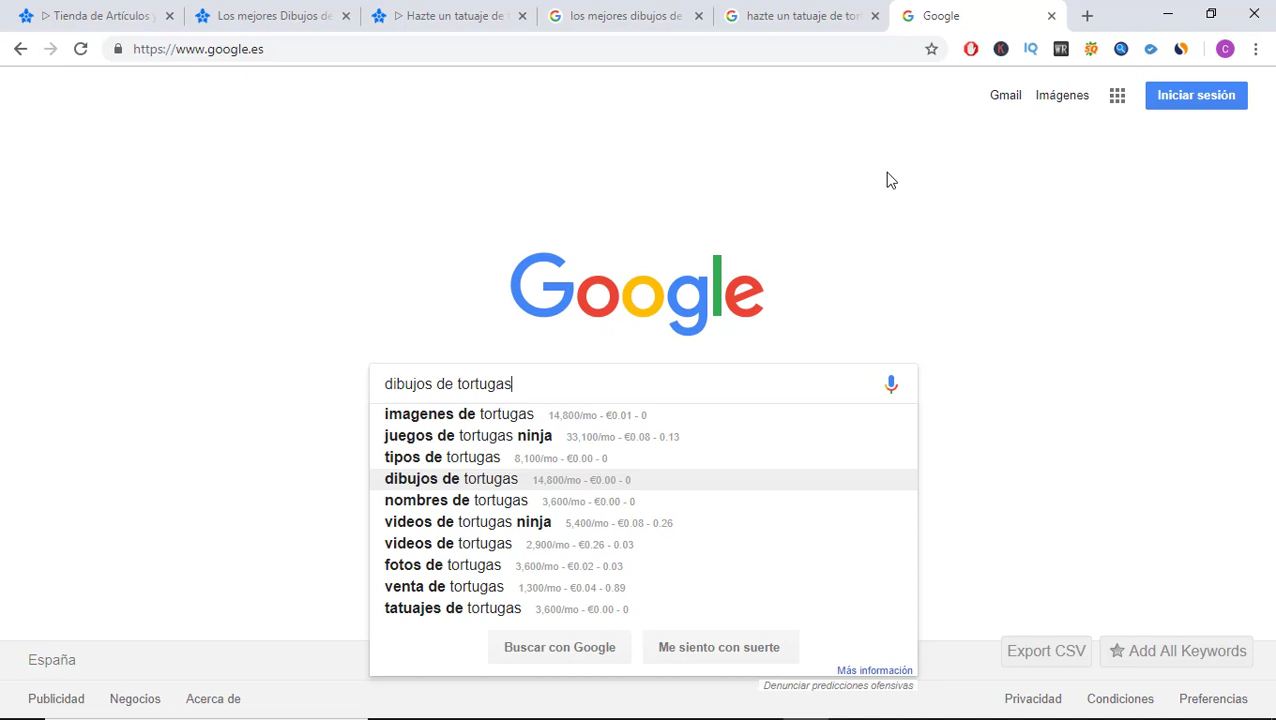 ▷ Tienda de Artículos y
Los mejores Dibujos de
▷ Hazte un tatuaje de t
los mejores dibujos de
hazte un tatuaje de tor
Google
https://www.google.es
IQ
WR
C
Gmail
Imágenes
Iniciar sesión
Google
dibujos de tortugas
imagenes de tortugas 14,800/mo - €0.01 - 0
juegos de tortugas ninja 33,100/mo - €0.08 - 0.13
tipos de tortugas 8,100/mo - €0.00 - 0
dibujos de tortugas 14,800/mo - €0.00 - 0
nombres de tortugas 3,600/mo - €0.00 - 0
videos de tortugas ninja 5,400/mo - €0.08 - 0.26
videos de tortugas 2,900/mo - €0.26 - 0.03
fotos de tortugas 3,600/mo - €0.02 - 0.03
venta de tortugas 1,300/mo - €0.04 - 0.89
tatuajes de tortugas 3,600/mo - €0.00 - 0
Buscar con Google
Me siento con suerte
Más información
Denunciar predicciones ofensivas
España
Export CSV
Add All Keywords
Publicidad
Negocios
Acerca de
Privacidad
Condiciones
Preferencias